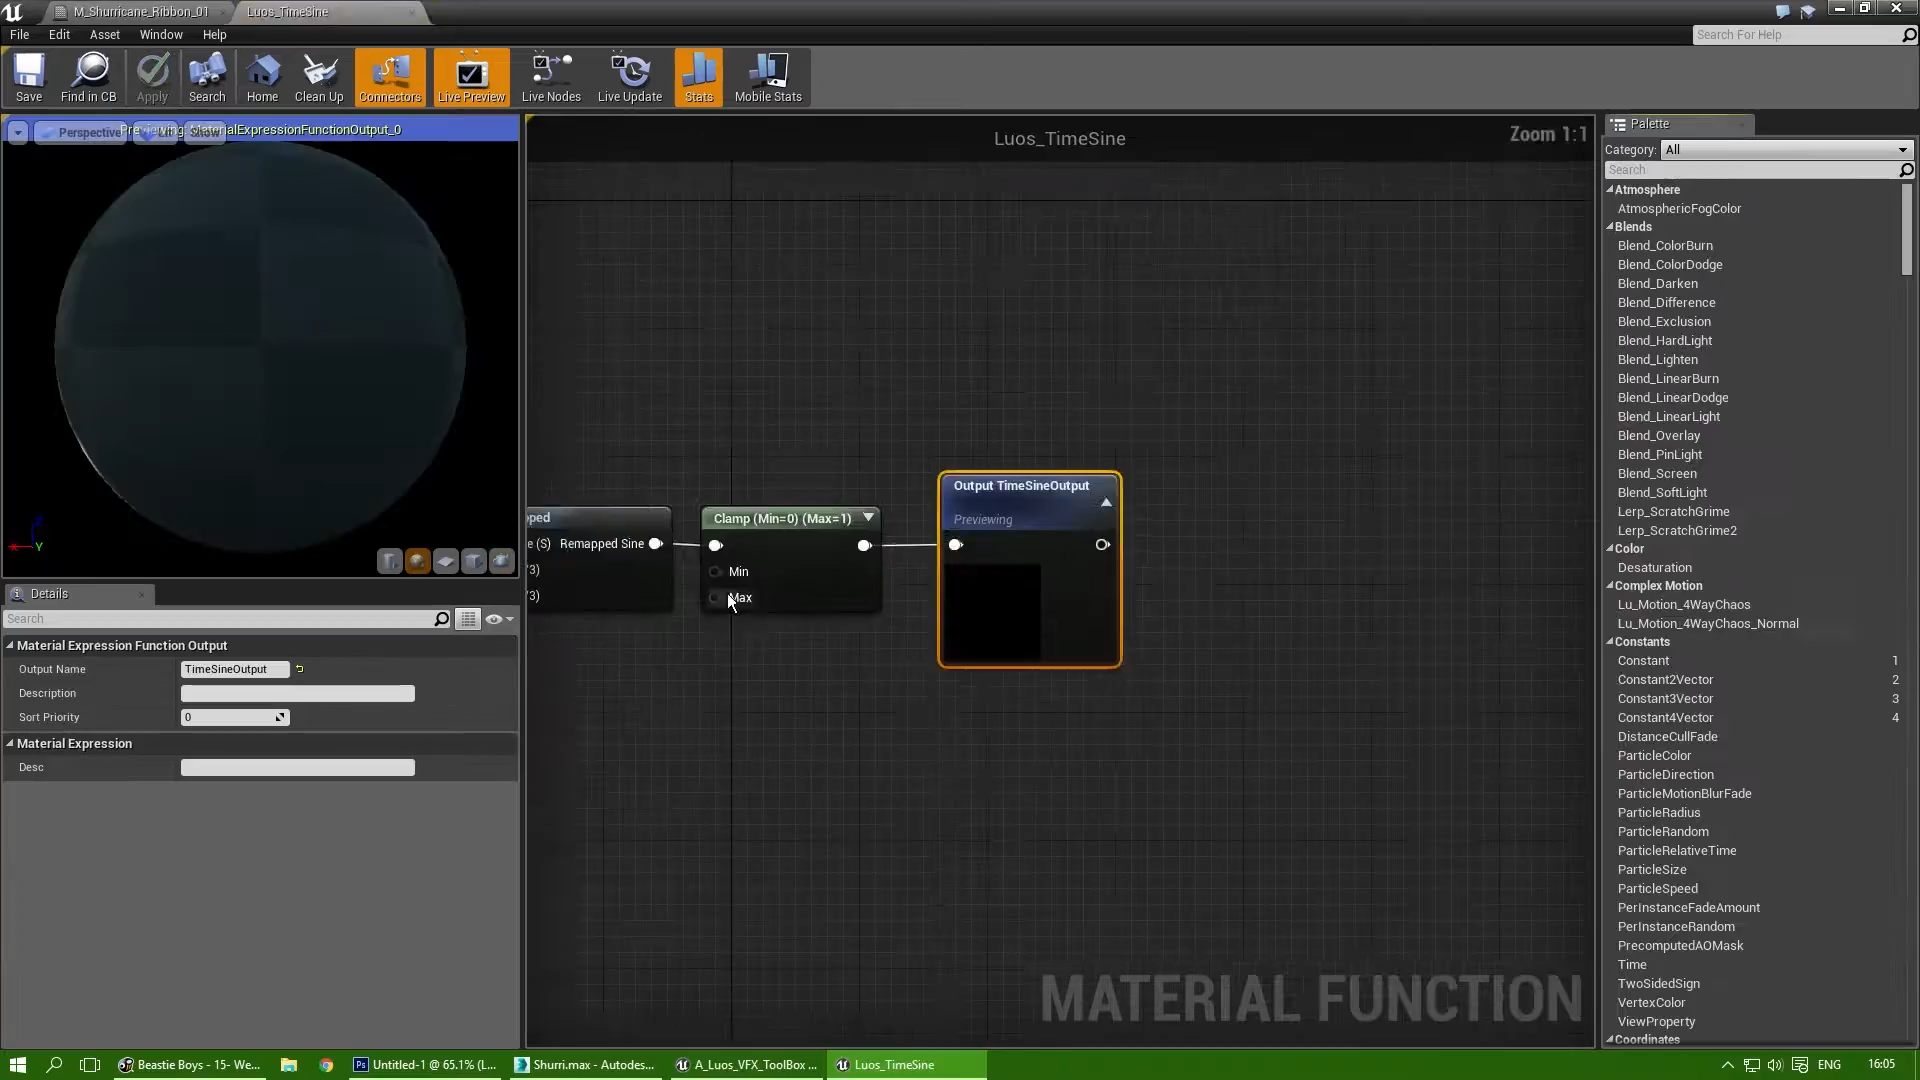 M_Shurricane_Ribbon_01
Luos_TimeSine
File Edit Asset Window Help
Search For Help
Save
Find in CB
Apply
Search
Home
Clean Up
Connectors
Live Preview
Live Nodes
Live Update
Stats
Mobile Stats
Perspective
Lit
Show
Previewing: MaterialExpressionFunctionOutput_0
Y
Luos_TimeSine
Zoom 1:1
pped
e (S) Remapped Sine
/3)
/3)
Clamp (Min=0) (Max=1)
Min
Max
Output TimeSineOutput
Previewing
MATERIAL FUNCTION
Details
Search
Material Expression Function Output
Output Name TimeSineOutput
Description
Sort Priority 0
Material Expression
Desc
Palette
Category: All
Search
Atmosphere
AtmosphericFogColor
Blends
Blend_ColorBurn
Blend_ColorDodge
Blend_Darken
Blend_Difference
Blend_Exclusion
Blend_HardLight
Blend_Lighten
Blend_LinearBurn
Blend_LinearDodge
Blend_LinearLight
Blend_Overlay
Blend_PinLight
Blend_Screen
Blend_SoftLight
Lerp_ScratchGrime
Lerp_ScratchGrime2
Color
Desaturation
Complex Motion
Lu_Motion_4WayChaos
Lu_Motion_4WayChaos_Normal
Constants
Constant 1
Constant2Vector 2
Constant3Vector 3
Constant4Vector 4
DistanceCullFade
ParticleColor
ParticleDirection
ParticleMotionBlurFade
ParticleRadius
ParticleRandom
ParticleRelativeTime
ParticleSize
ParticleSpeed
PerInstanceFadeAmount
PerInstanceRandom
PrecomputedAOMask
Time
TwoSidedSign
VertexColor
ViewProperty
Coordinates
Beastie Boys - 15- We...
Untitled-1 @ 65.1% (L...
Shurri.max - Autodes...
A_Luos_VFX_ToolBox ...
Luos_TimeSine
ENG
16:05